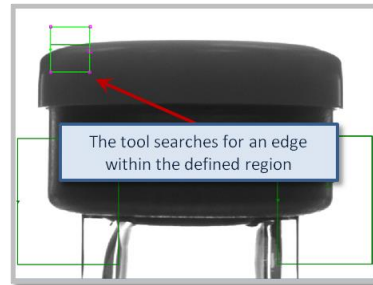 The tool searches for an edge
within the defined region